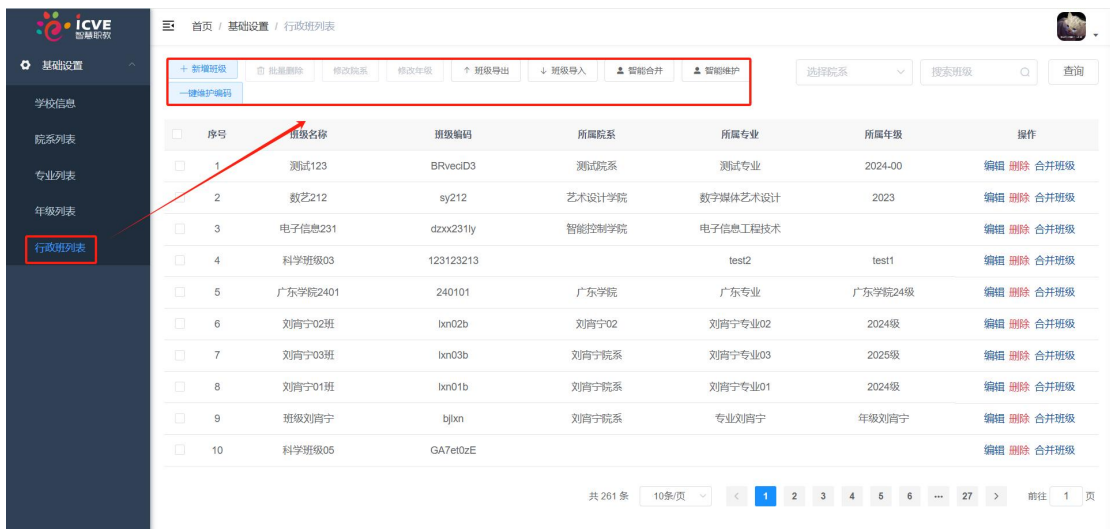 iCVE
智慧职教
首页 / 基础设置 / 行政班列表
基础设置
学校信息
院系列表
专业列表
年级列表
行政班列表
+ 新增班级 批量删除 修改院系 修改年级 ↑ 班级导出 ↓ 班级导入 智能合并 智能维护 选择院系 搜索班级 查询
一键维护编码
序号 班级名称 班级编码 所属院系 所属专业 所属年级 操作
1 测试123 BRveciD3 测试院系 测试专业 2024-00 编辑 删除 合并班级
2 数艺212 sy212 艺术设计学院 数字媒体艺术设计 2023 编辑 删除 合并班级
3 电子信息231 dzxx231ly 智能控制学院 电子信息工程技术 编辑 删除 合并班级
4 科学班级03 123123213 test2 test1 编辑 删除 合并班级
5 广东学院2401 240101 广东学院 广东专业 广东学院24级 编辑 删除 合并班级
6 刘宵宁02班 lxn02b 刘宵宁02 刘宵宁专业02 2024级 编辑 删除 合并班级
7 刘宵宁03班 lxn03b 刘宵宁院系 刘宵宁专业03 2025级 编辑 删除 合并班级
8 刘宵宁01班 lxn01b 刘宵宁院系 刘宵宁专业01 2024级 编辑 删除 合并班级
9 班级刘宵宁 bjlxn 刘宵宁院系 专业刘宵宁 年级刘宵宁 编辑 删除 合并班级
10 科学班级05 GA7et0zE 编辑 删除 合并班级
共 261 条 10条/页 < 1 2 3 4 5 6 ··· 27 > 前往 1 页